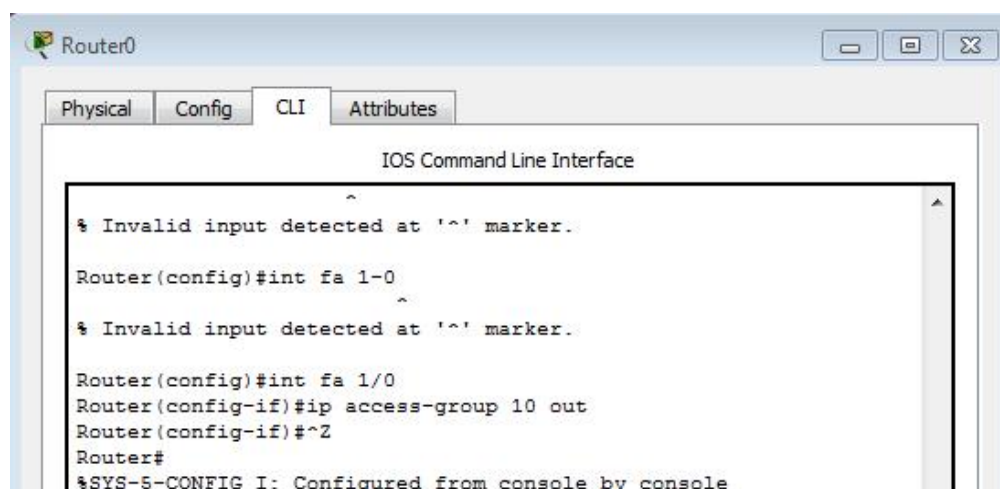 Router0
Physical Config CLI Attributes
IOS Command Line Interface
^
% Invalid input detected at '^' marker.
Router(config)#int fa 1-0
^
% Invalid input detected at '^' marker.
Router(config)#int fa 1/0
Router(config-if)#ip access-group 10 out
Router(config-if)#^Z
Router#
%SYS-5-CONFIG_I: Configured from console by console